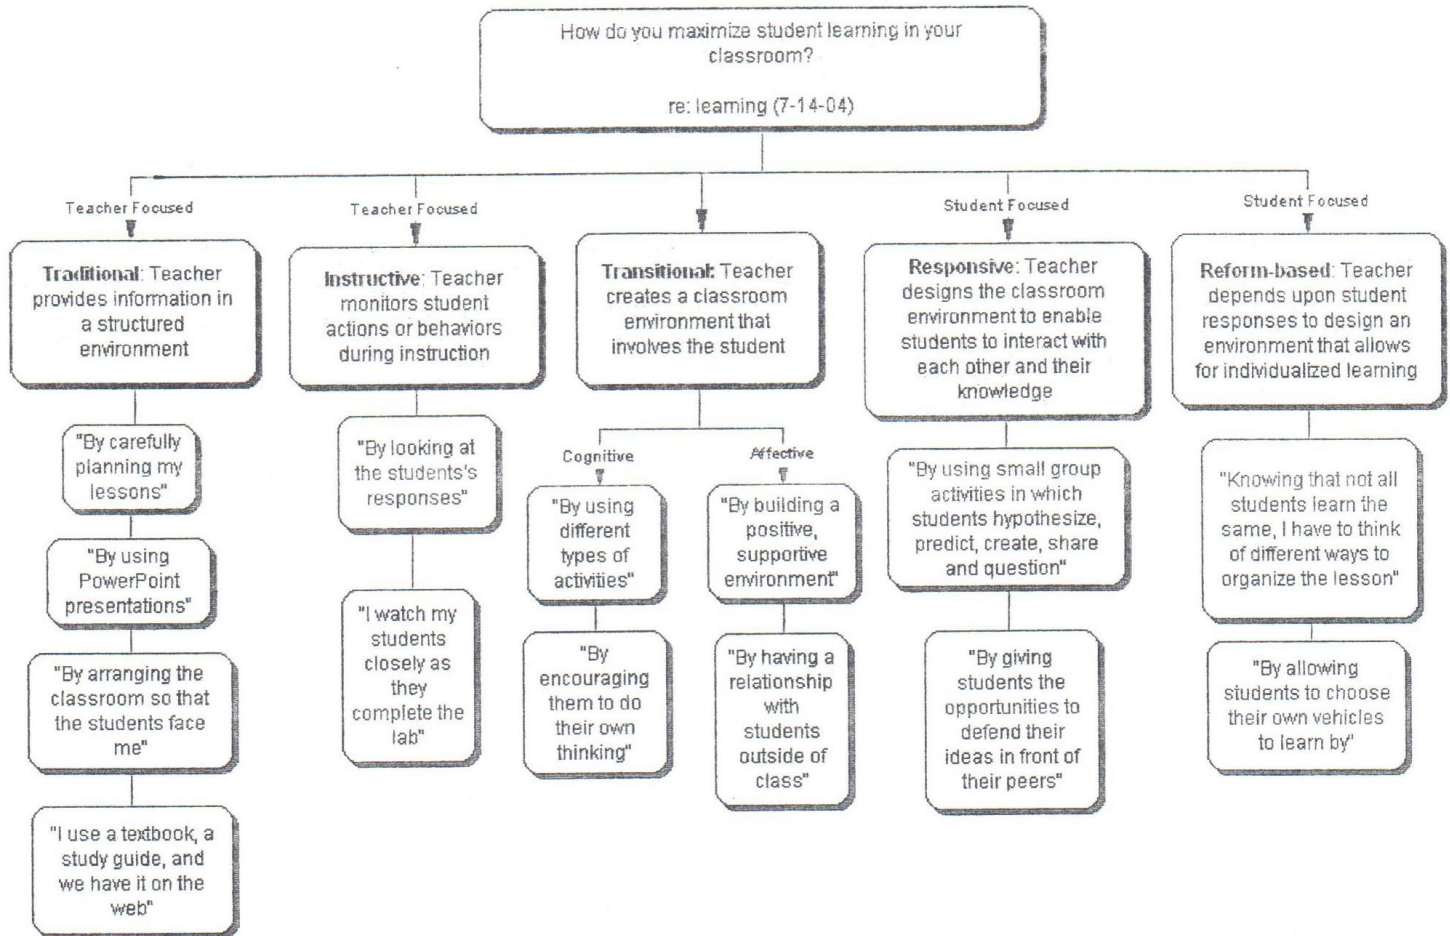 How do you maximize student learning in your
classroom?
re: learning (7-14-04)
Teacher Focused
Traditional: Teacher
provides information in
a structured
environment
"By carefully
planning my
lessons"
"By using
PowerPoint
presentations"
"By arranging the
classroom so that
the students face
me"
"I use a textbook, a
study guide, and
we have it on the
web"
Teacher Focused
Instructive: Teacher
monitors student
actions or behaviors
during instruction
"By looking at
the students's
responses"
"I watch my
students
closely as
they
complete the
lab"
Transitional: Teacher
creates a classroom
environment that
involves the student
Cognitive
"By using
different
types of
activities"
"By
encouraging
them to do
their own
thinking"
Affective
"By building a
positive,
supportive
environment"
"By having a
relationship
with
students
outside of
class"
Student Focused
Responsive: Teacher
designs the classroom
environment to enable
students to interact with
each other and their
knowledge
"By using small group
activities in which
students hypothesize,
predict, create, share
and question"
"By giving
students the
opportunities to
defend their
ideas in front of
their peers"
Student Focused
Reform-based: Teacher
depends upon student
responses to design an
environment that allows
for individualized learning
"Knowing that not all
students learn the
same, I have to think
of different ways to
organize the lesson"
"By allowing
students to choose
their own vehicles
to learn by"